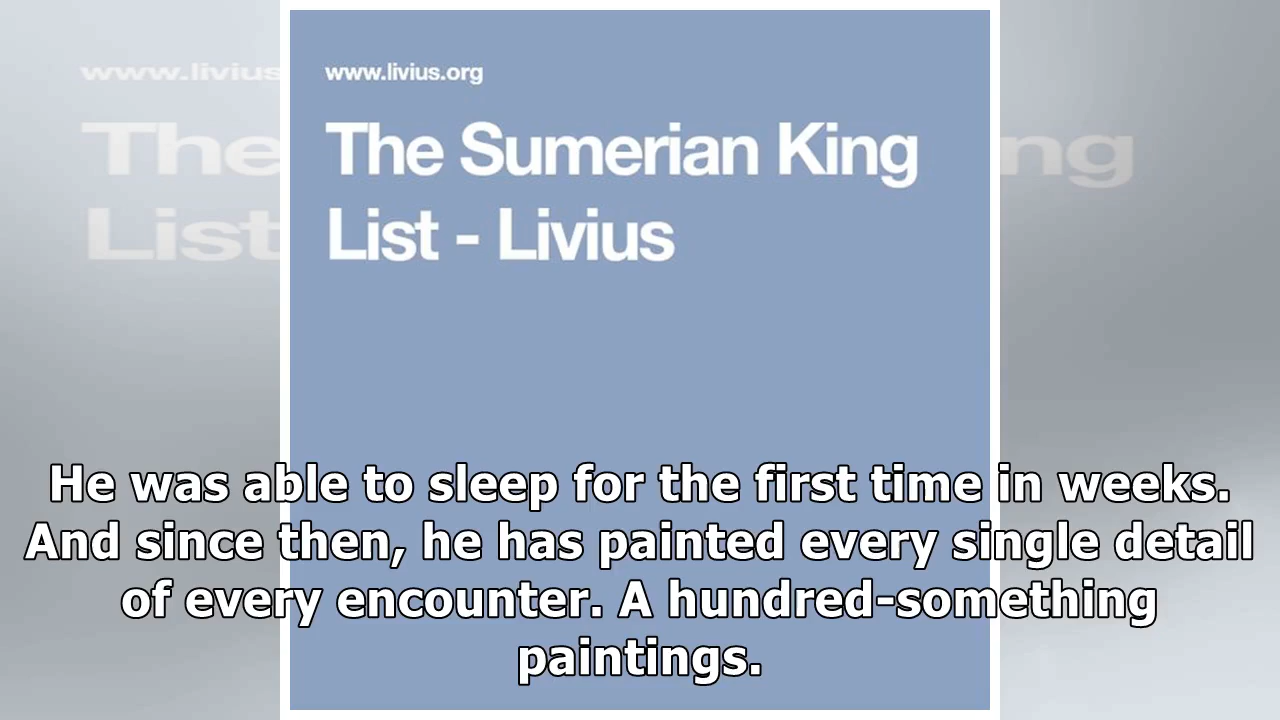 www.livius.org
The Sumerian King
List - Livius
He was able to sleep for the first time in weeks.
And since then, he has painted every single detail
of every encounter. A hundred-something
paintings.